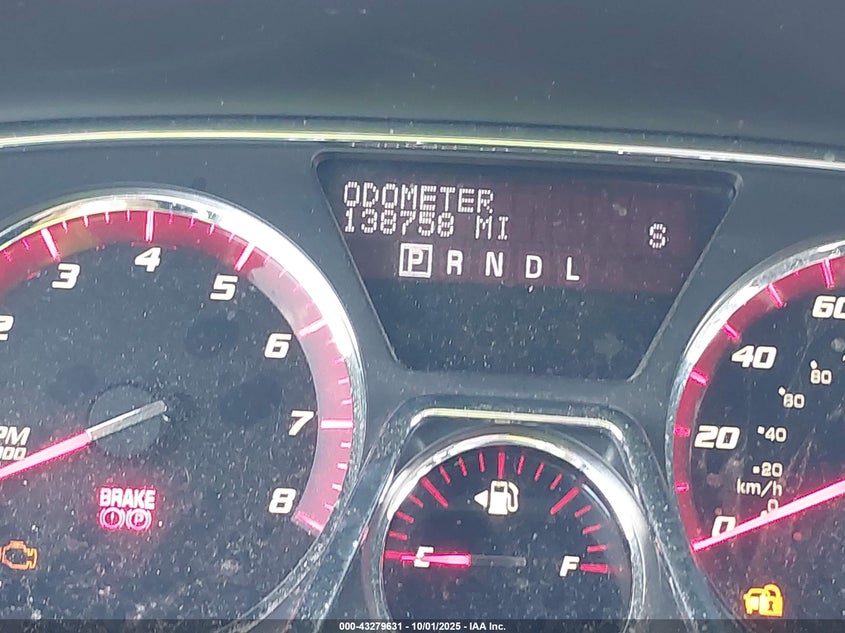 ODOMETER
138758 MI
S
P R N D L
2 3 4 5 6 7 8
BRAKE
P
E F
0 20 40 60
20 40 60 80
km/h
0
000-43279631 - 10/01/2025 - IAA Inc.